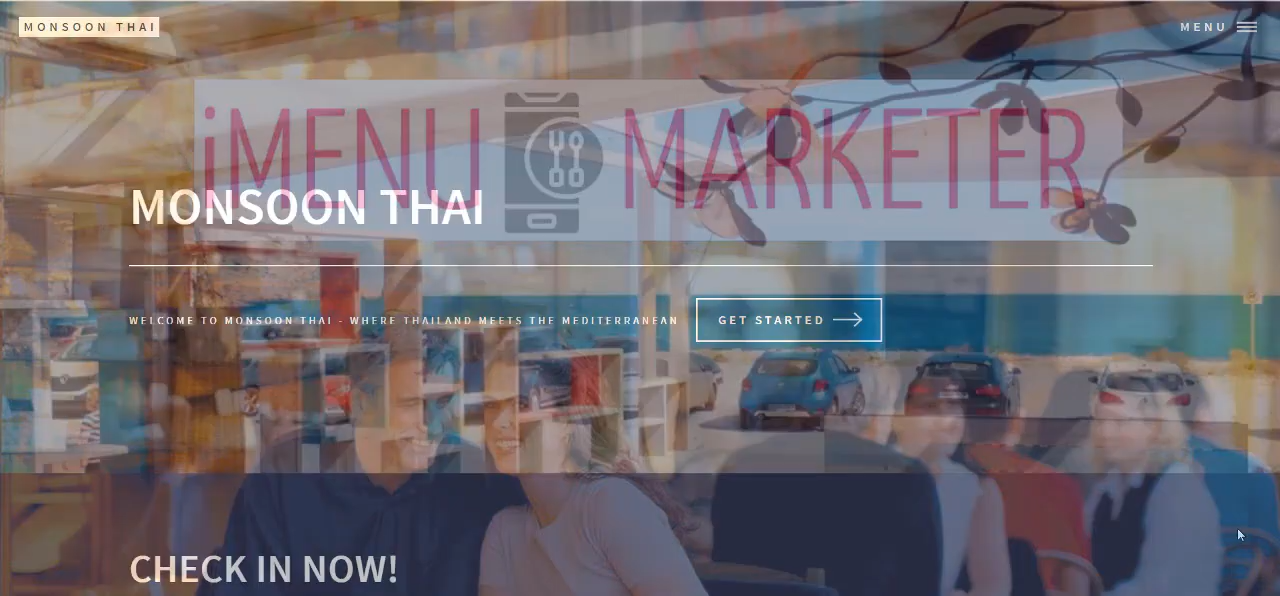 MONSOON THAI
MENU
iMENU MARKETER
MONSOON THAI
WELCOME TO MONSOON THAI - WHERE THAILAND MEETS THE MEDITERRANEAN
GET STARTED
CHECK IN NOW!